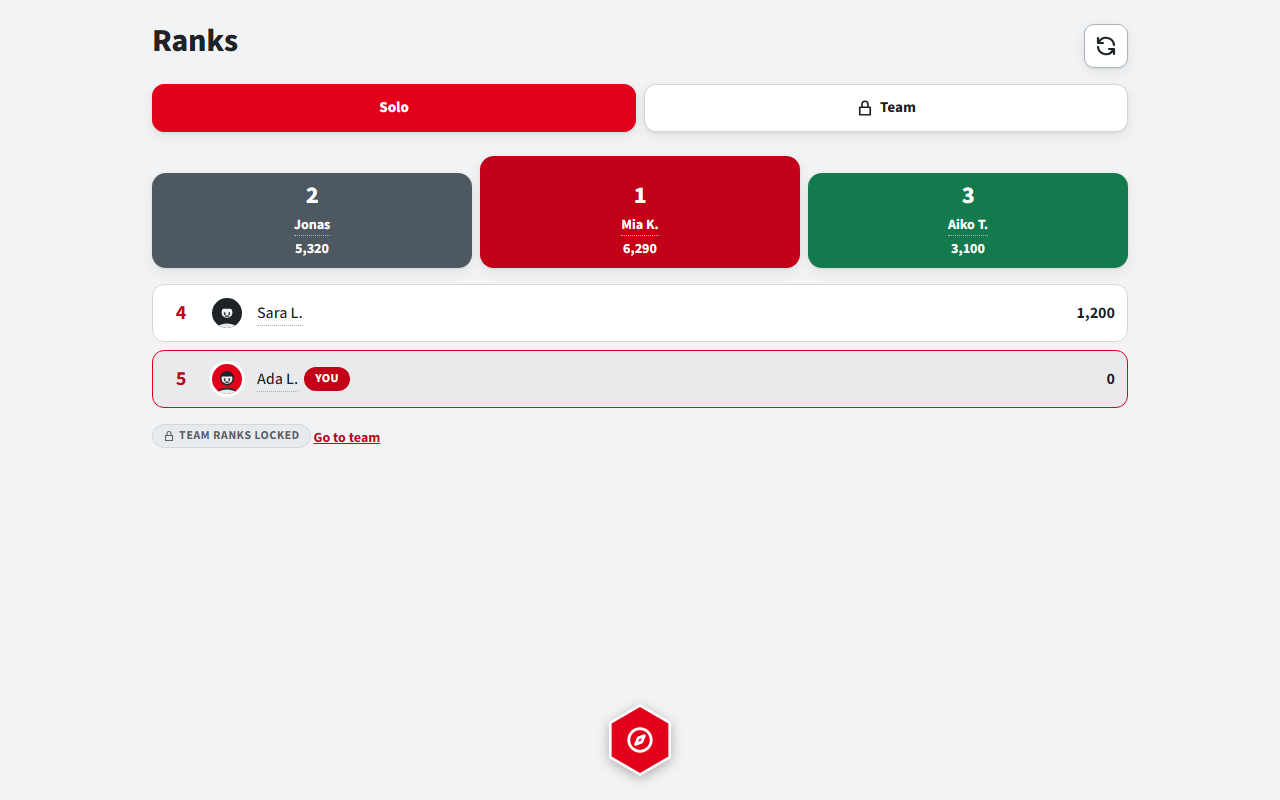 Ranks
Solo
Team
2
Jonas
5,320
1
Mia K.
6,290
3
Aiko T.
3,100
4 Sara L. 1,200
5 Ada L. YOU 0
TEAM RANKS LOCKED Go to team